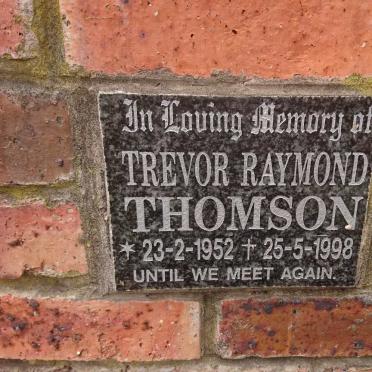 In Loving Memory of
TREVOR RAYMOND
THOMSON
* 23-2-1952 † 25-5-1998
UNTIL WE MEET AGAIN.